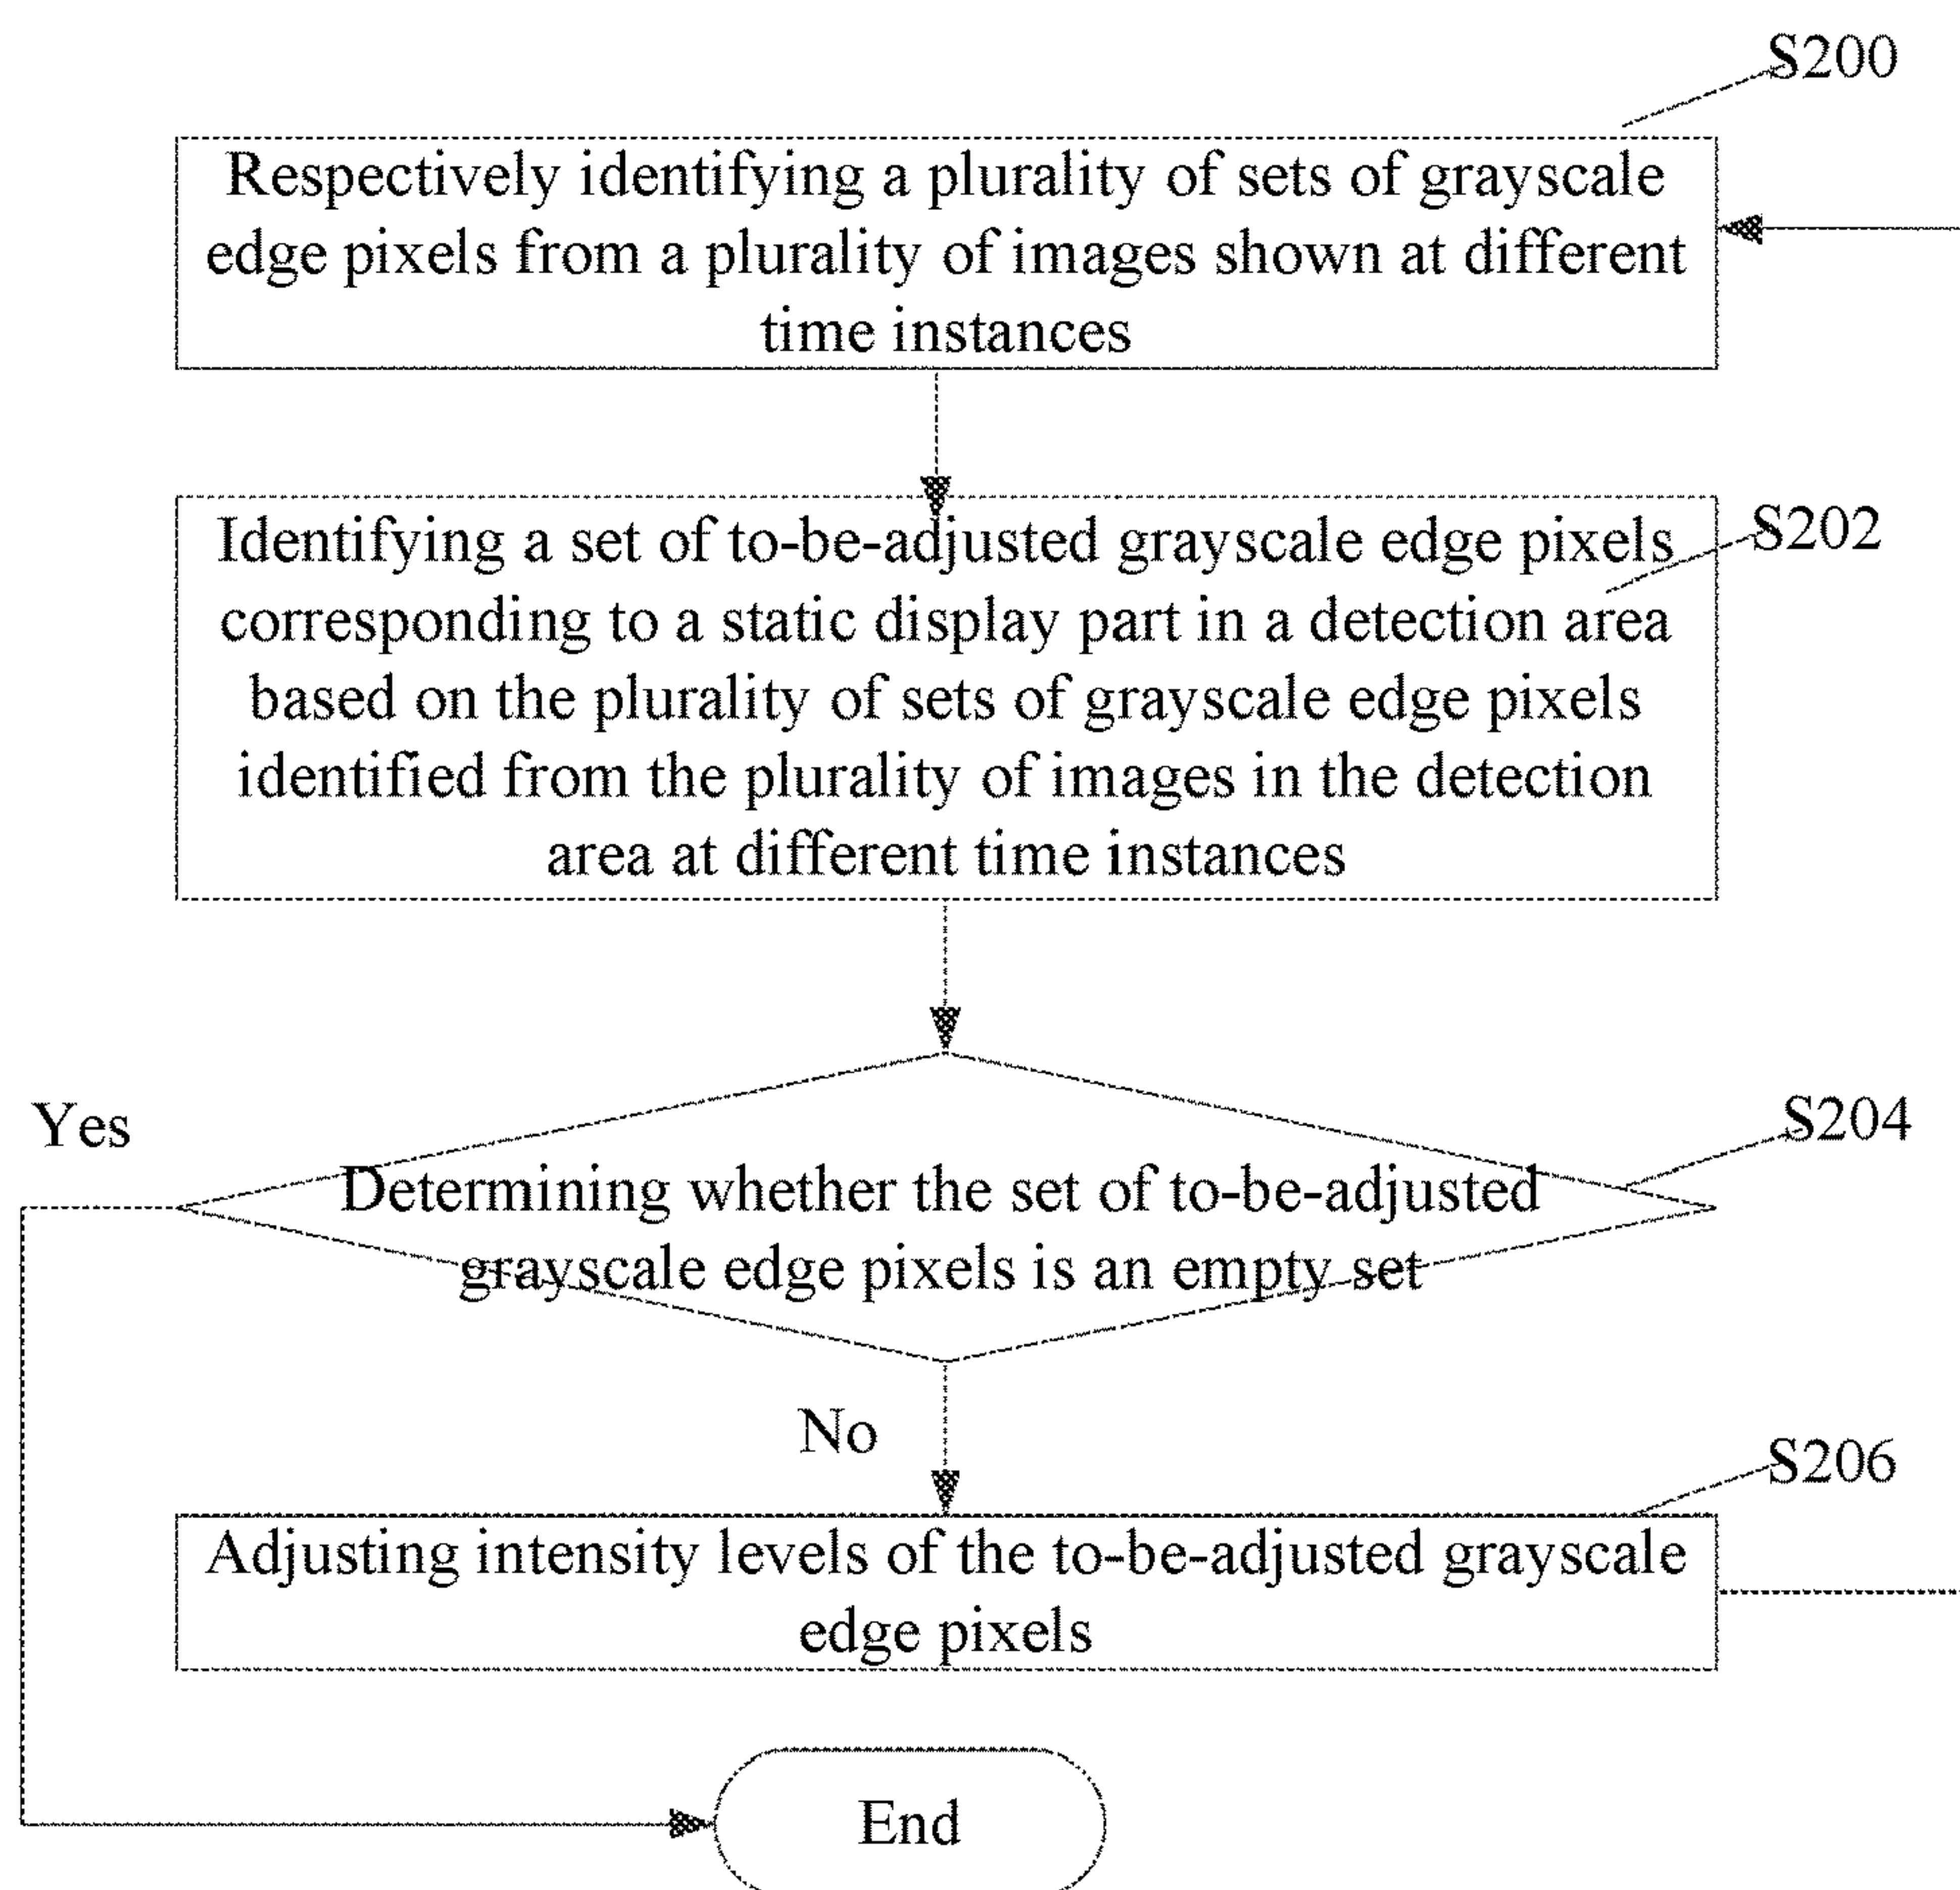 S200
Respectively identifying a plurality of sets of grayscale
edge pixels from a plurality of images shown at different
time instances
S202
Identifying a set of to-be-adjusted grayscale edge pixels
corresponding to a static display part in a detection area
based on the plurality of sets of grayscale edge pixels
identified from the plurality of images in the detection
area at different time instances
Yes
S204
Determining whether the set of to-be-adjusted
grayscale edge pixels is an empty set
No
S206
Adjusting intensity levels of the to-be-adjusted grayscale
edge pixels
End